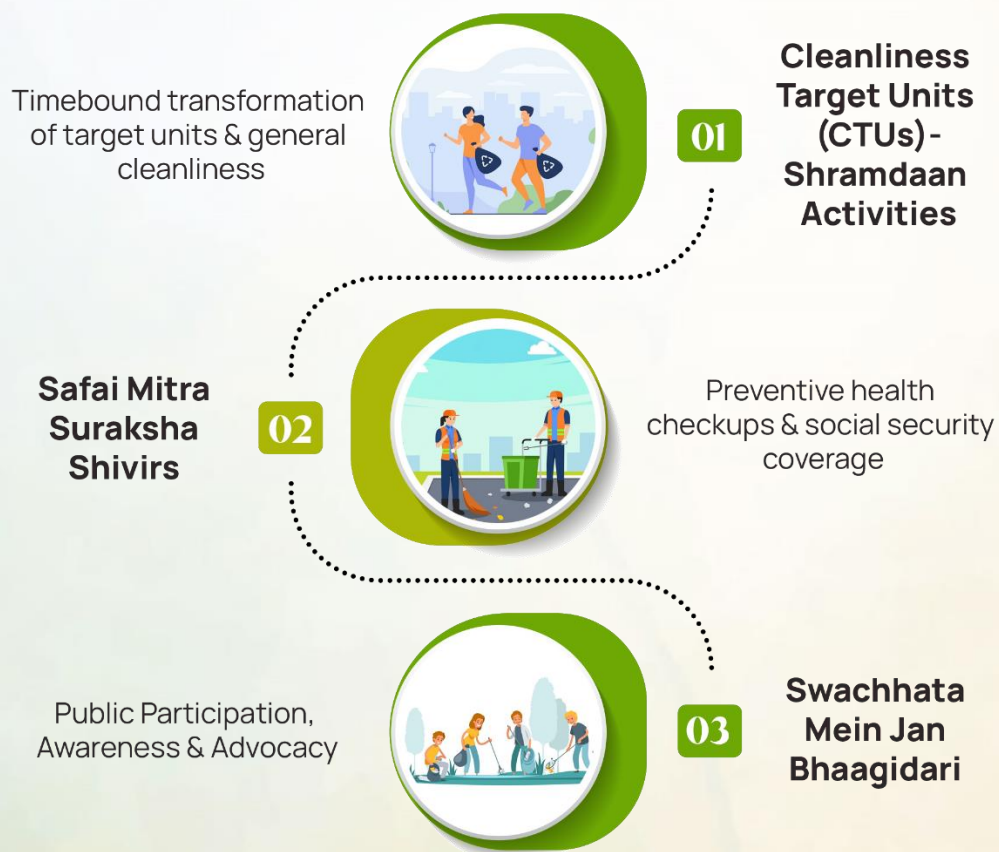 Timebound transformation
of target units & general
cleanliness
01
Cleanliness
Target Units
(CTUs)-
Shramdaan
Activities
Safai Mitra
Suraksha
Shivirs
02
Preventive health
checkups & social security
coverage
Public Participation,
Awareness & Advocacy
03
Swachhata
Mein Jan
Bhaagidari